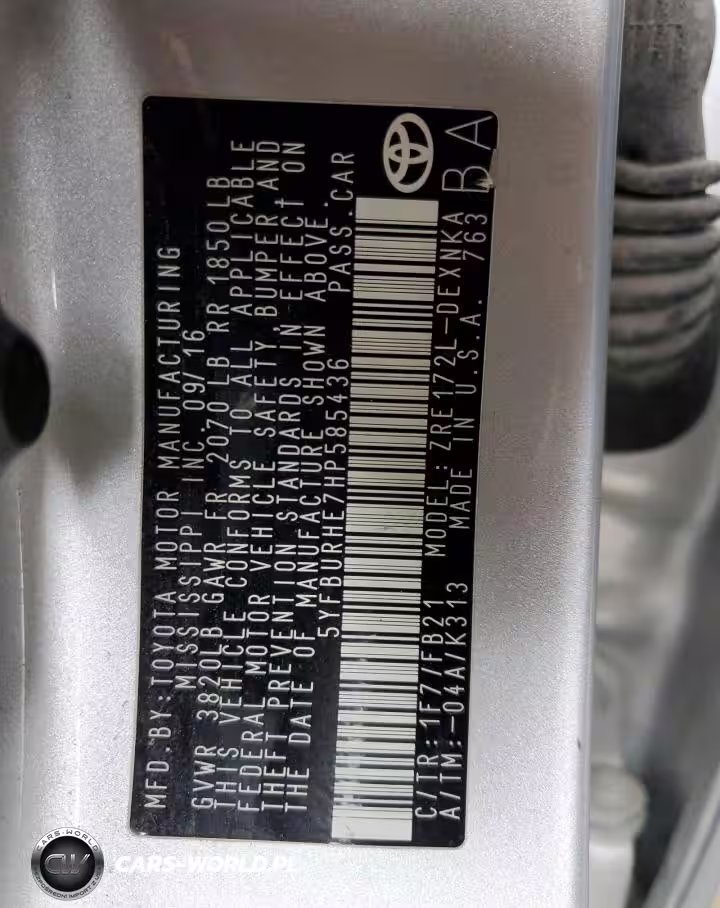 MFD.BY:TOYOTA MOTOR MANUFACTURING
MISSISSIPPI INC. 09/16
GVWR 3820LB GAWR FR 2070LB RR 1850LB
THIS VEHICLE CONFORMS TO ALL APPLICABLE
FEDERAL MOTOR VEHICLE SAFETY,BUMPER,AND
THEFT PREVENTION STANDARDS IN EFFECT ON
THE DATE OF MANUFACTURE SHOWN ABOVE.
5YFBURHE7HP585436 PASS.CAR
C/TR:1F7/FB21 MODEL:ZRE172L-DEXNKA
A/TM:-04A/K313 MADE IN U.S.A. 763
BA
CARS-WORLD
CW
CARS-WORLD.PL